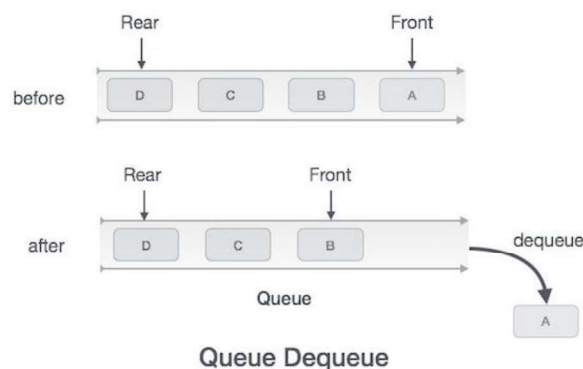 Rear Front
before D C B A
Rear Front
after D C B dequeue
Queue
A
Queue Dequeue